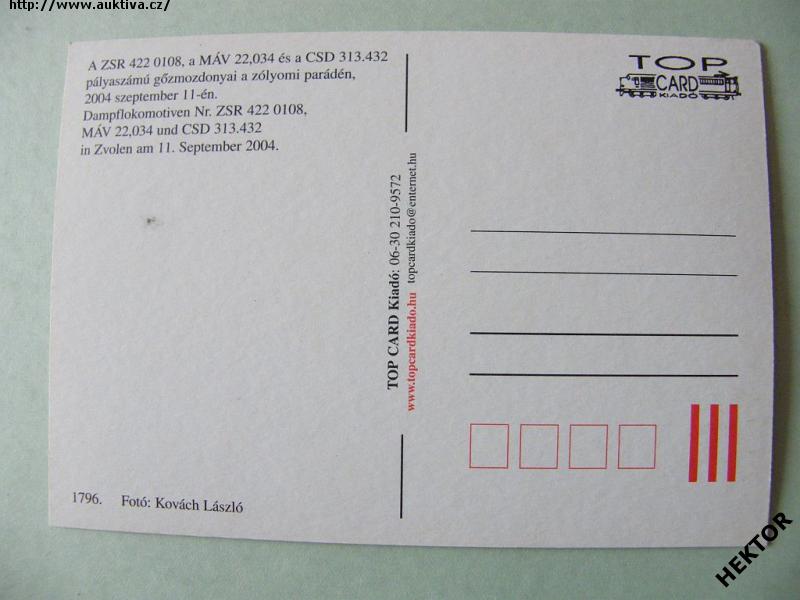 http://www.auktiva.cz/
A ZSR 422 0108, a MÁV 22,034 és a CSD 313.432
pályaszámú gőzmozdonyai a zólyomi parádén,
2004 szeptember 11-én.
Dampflokomotiven Nr. ZSR 422 0108,
MÁV 22,034 und CSD 313.432
in Zvolen am 11. September 2004.
TOP
CARD
KIADÓ
TOP CARD Kiadó: 06-30 210-9572
www.topcardkiado.hu topcardkiado@enternet.hu
1796. Fotó: Kovách László
HEKTOR